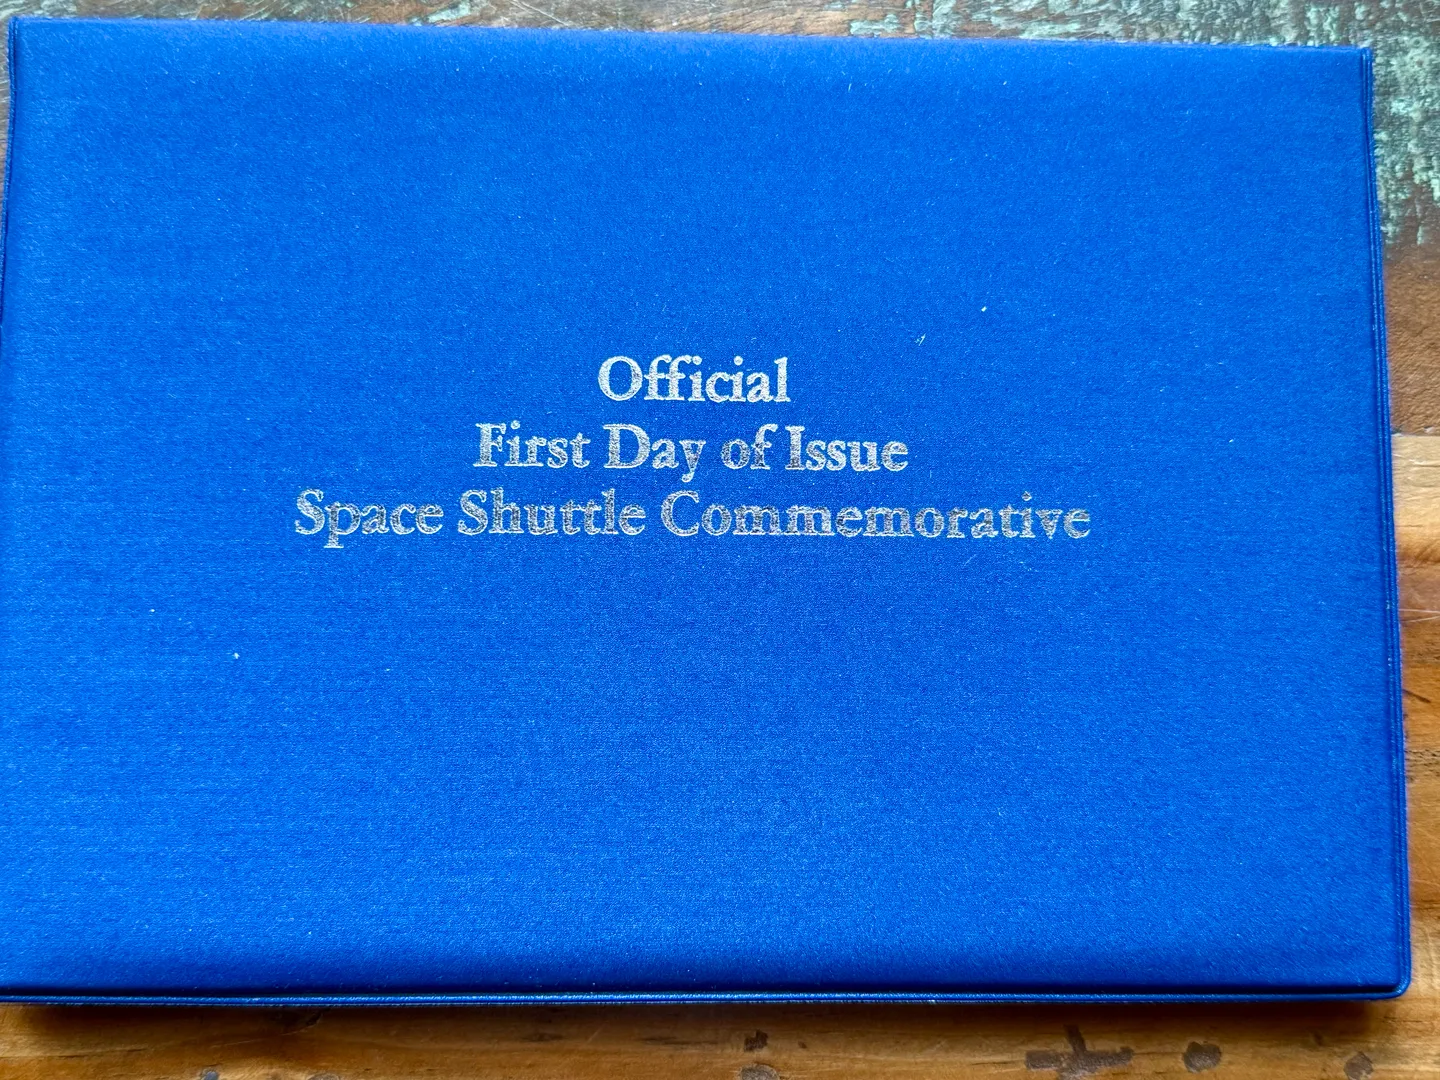 Official
First Day of Issue
Space Shuttle Commemorative